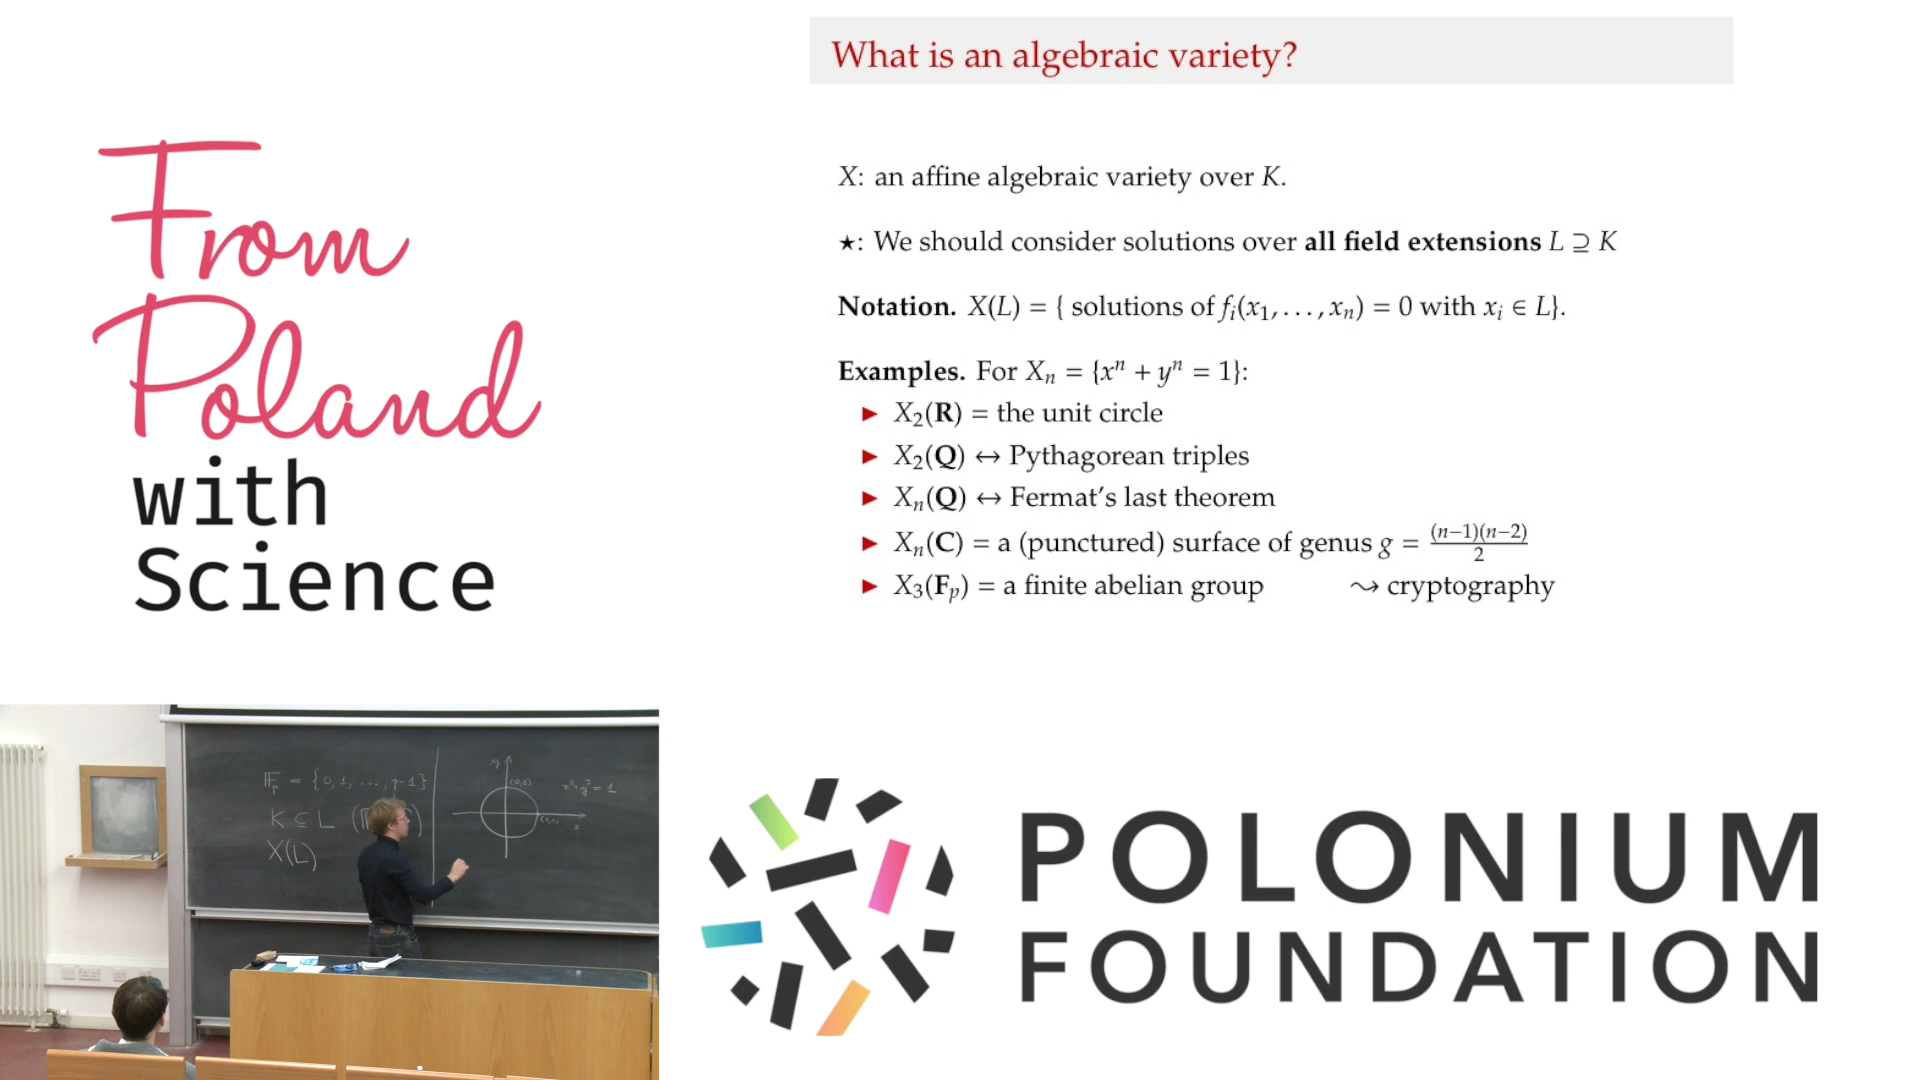 What is an algebraic variety?
From
Poland
with
Science
X: an affine algebraic variety over K.
★: We should consider solutions over all field extensions L ⊇ K
Notation. X(L) = { solutions of fᵢ(x₁, . . . , xₙ) = 0 with xᵢ ∈ L}.
Examples. For Xₙ = {xⁿ + yⁿ = 1}:
▶ X₂(R) = the unit circle
▶ X₂(Q) ↔ Pythagorean triples
▶ Xₙ(Q) ↔ Fermat's last theorem
▶ Xₙ(C) = a (punctured) surface of genus g = (n−1)(n−2)/2
▶ X₃(Fₚ) = a finite abelian group ⇝ cryptography
𝔽ₚ = {0, 1, ..., p-1}
K ⊆ L
X(L)
y
x²+y²=1
x
POLONIUM
FOUNDATION